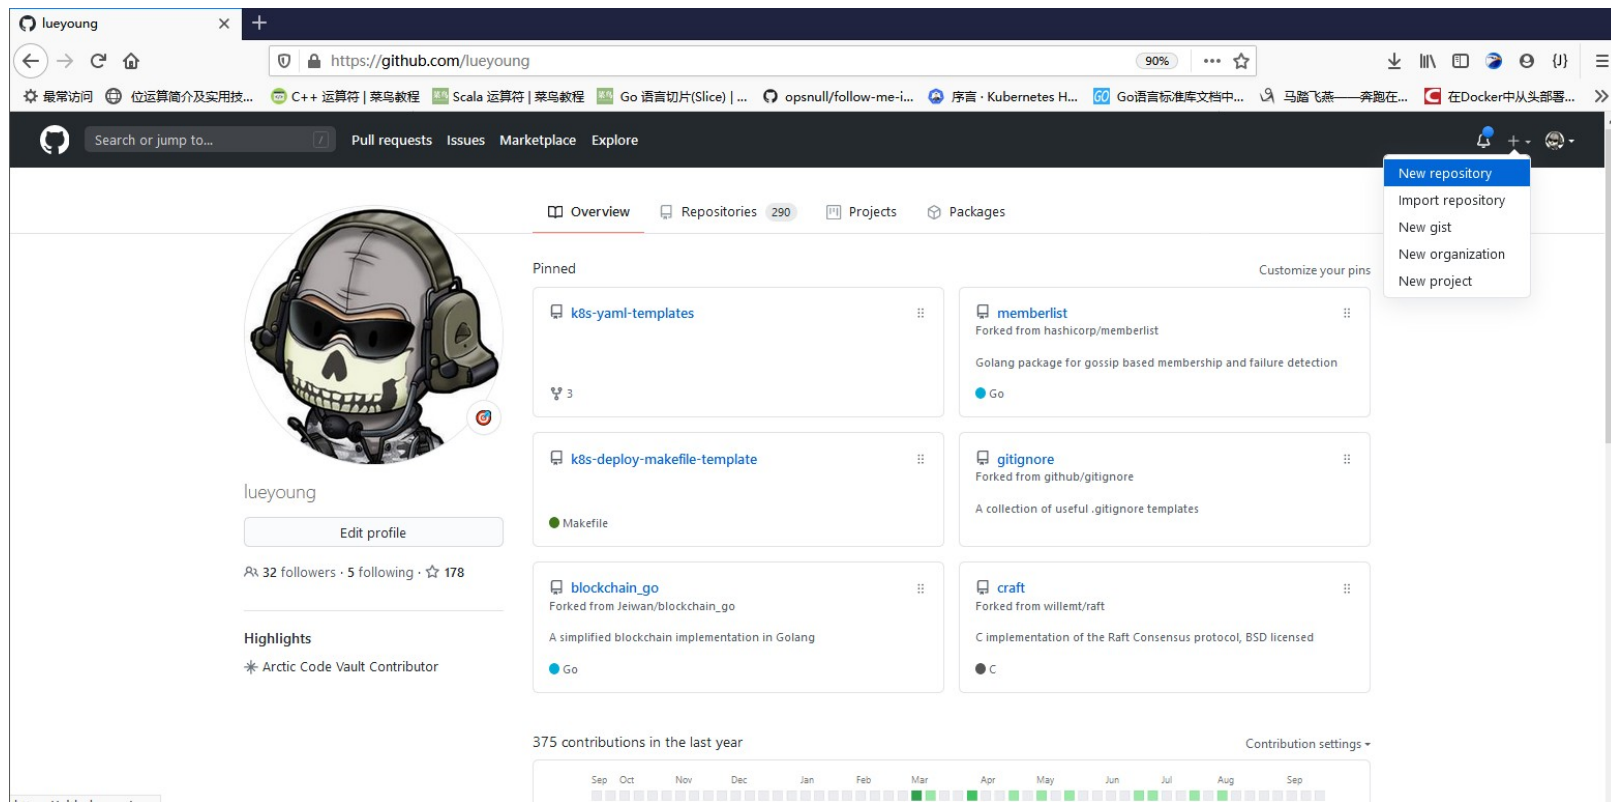 lueyoung
https://github.com/lueyoung
90%
最常访问
位运算简介及实用技...
C++ 运算符 | 菜鸟教程
Scala 运算符 | 菜鸟教程
Go 语言切片(Slice) | ...
opsnull/follow-me-i...
序言 · Kubernetes H...
Go语言标准库文档中...
马踏飞燕——奔跑在...
在Docker中从头部署...
Search or jump to...
/
Pull requests
Issues
Marketplace
Explore
New repository
Import repository
New gist
New organization
New project
Overview
Repositories 290
Projects
Packages
Pinned
Customize your pins
k8s-yaml-templates
3
memberlist
Forked from hashicorp/memberlist
Golang package for gossip based membership and failure detection
Go
k8s-deploy-makefile-template
Makefile
gitignore
Forked from github/gitignore
A collection of useful .gitignore templates
blockchain_go
Forked from Jeiwan/blockchain_go
A simplified blockchain implementation in Golang
Go
craft
Forked from willemt/raft
C implementation of the Raft Consensus protocol, BSD licensed
C
lueyoung
Edit profile
32 followers · 5 following · 178
Highlights
Arctic Code Vault Contributor
375 contributions in the last year
Contribution settings
Sep Oct Nov Dec Jan Feb Mar Apr May Jun Jul Aug Sep